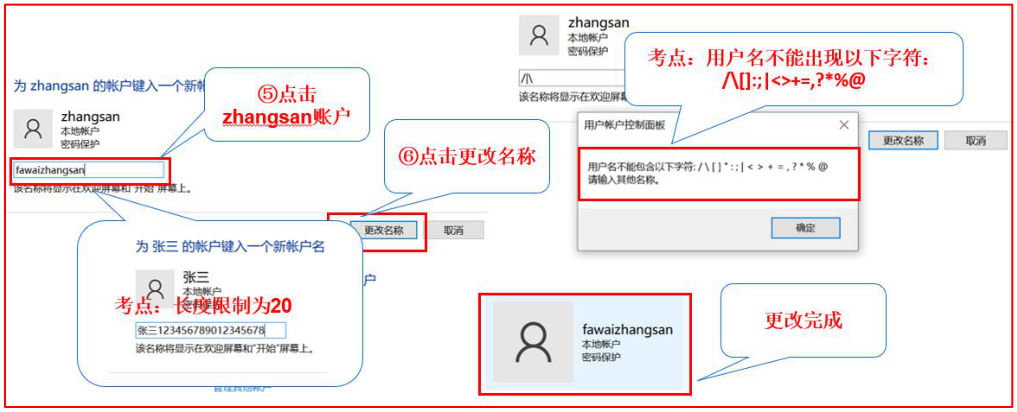 为 zhangsan 的帐户键入一个新帐
zhangsan
本地帐户
密码保护
fawaizhangsan
该名称将显示在欢迎屏幕和"开始"屏幕上。
⑤点击
zhangsan账户
⑥点击更改名称
更改名称
取消
户
为 张三 的帐户键入一个新帐户名
张三
本地帐户
密码保护
考点：长度限制为20
张三123456789012345678
该名称将显示在欢迎屏幕和"开始"屏幕上。
管理其他帐户
zhangsan
本地帐户
密码保护
/|\
该名称将显示在欢迎屏幕
考点：用户名不能出现以下字符：
/\[]:;|<>+=,?*%@
用户帐户控制面板
用户名不能包含以下字符: / \ [ ] " : ; | < > + = , ? * % @
请输入其他名称。
确定
更改名称
取消
fawaizhangsan
本地帐户
密码保护
更改完成